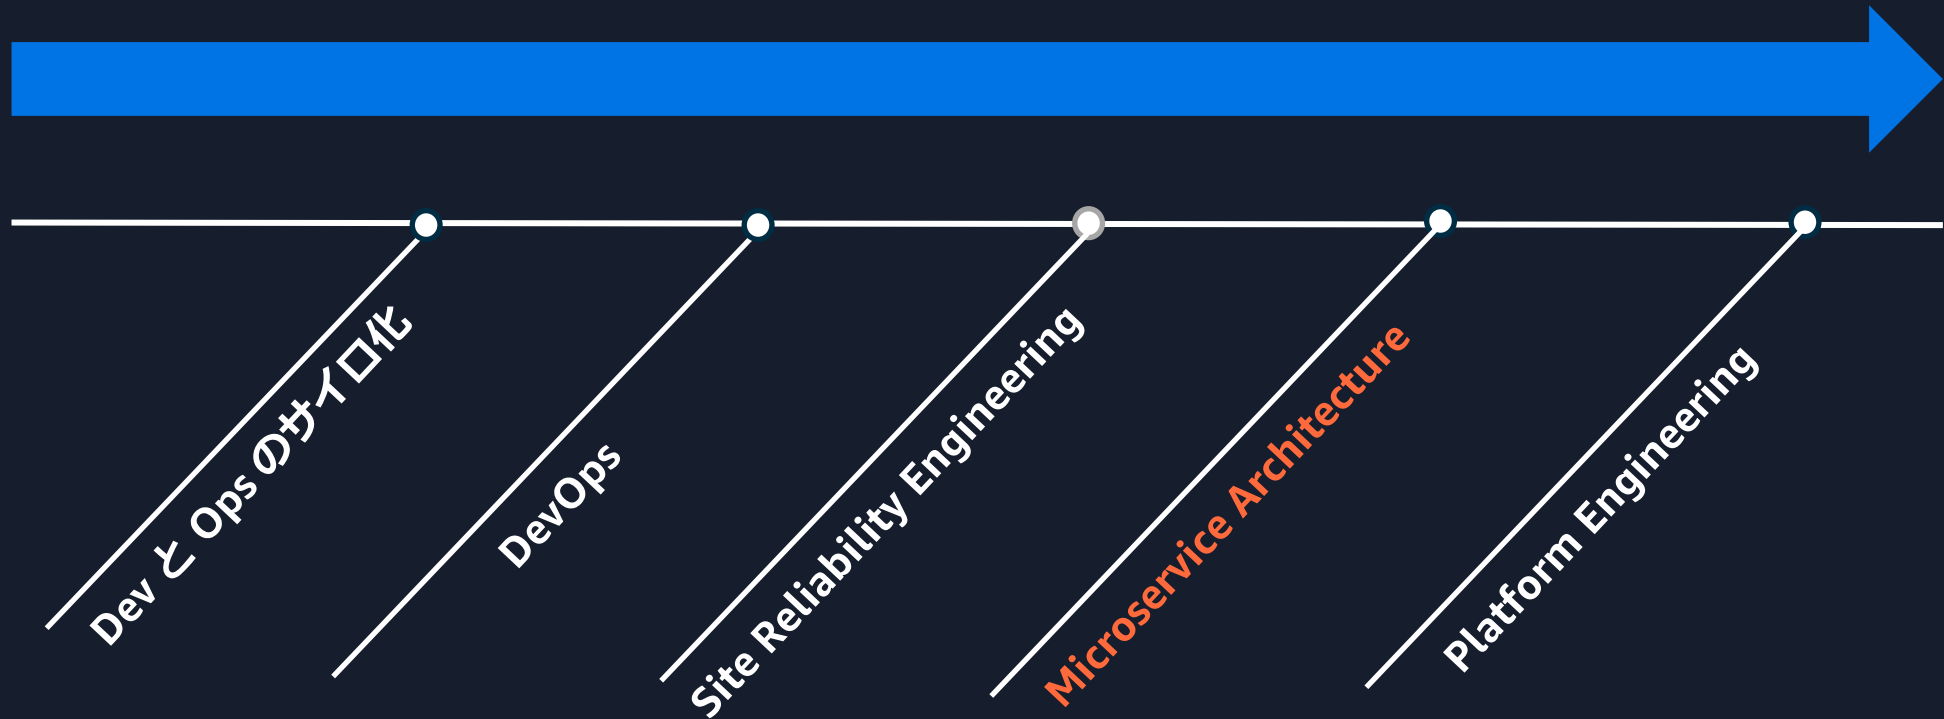 Dev と Ops のサイロ化
DevOps
Site Reliability Engineering
Microservice Architecture
Platform Engineering